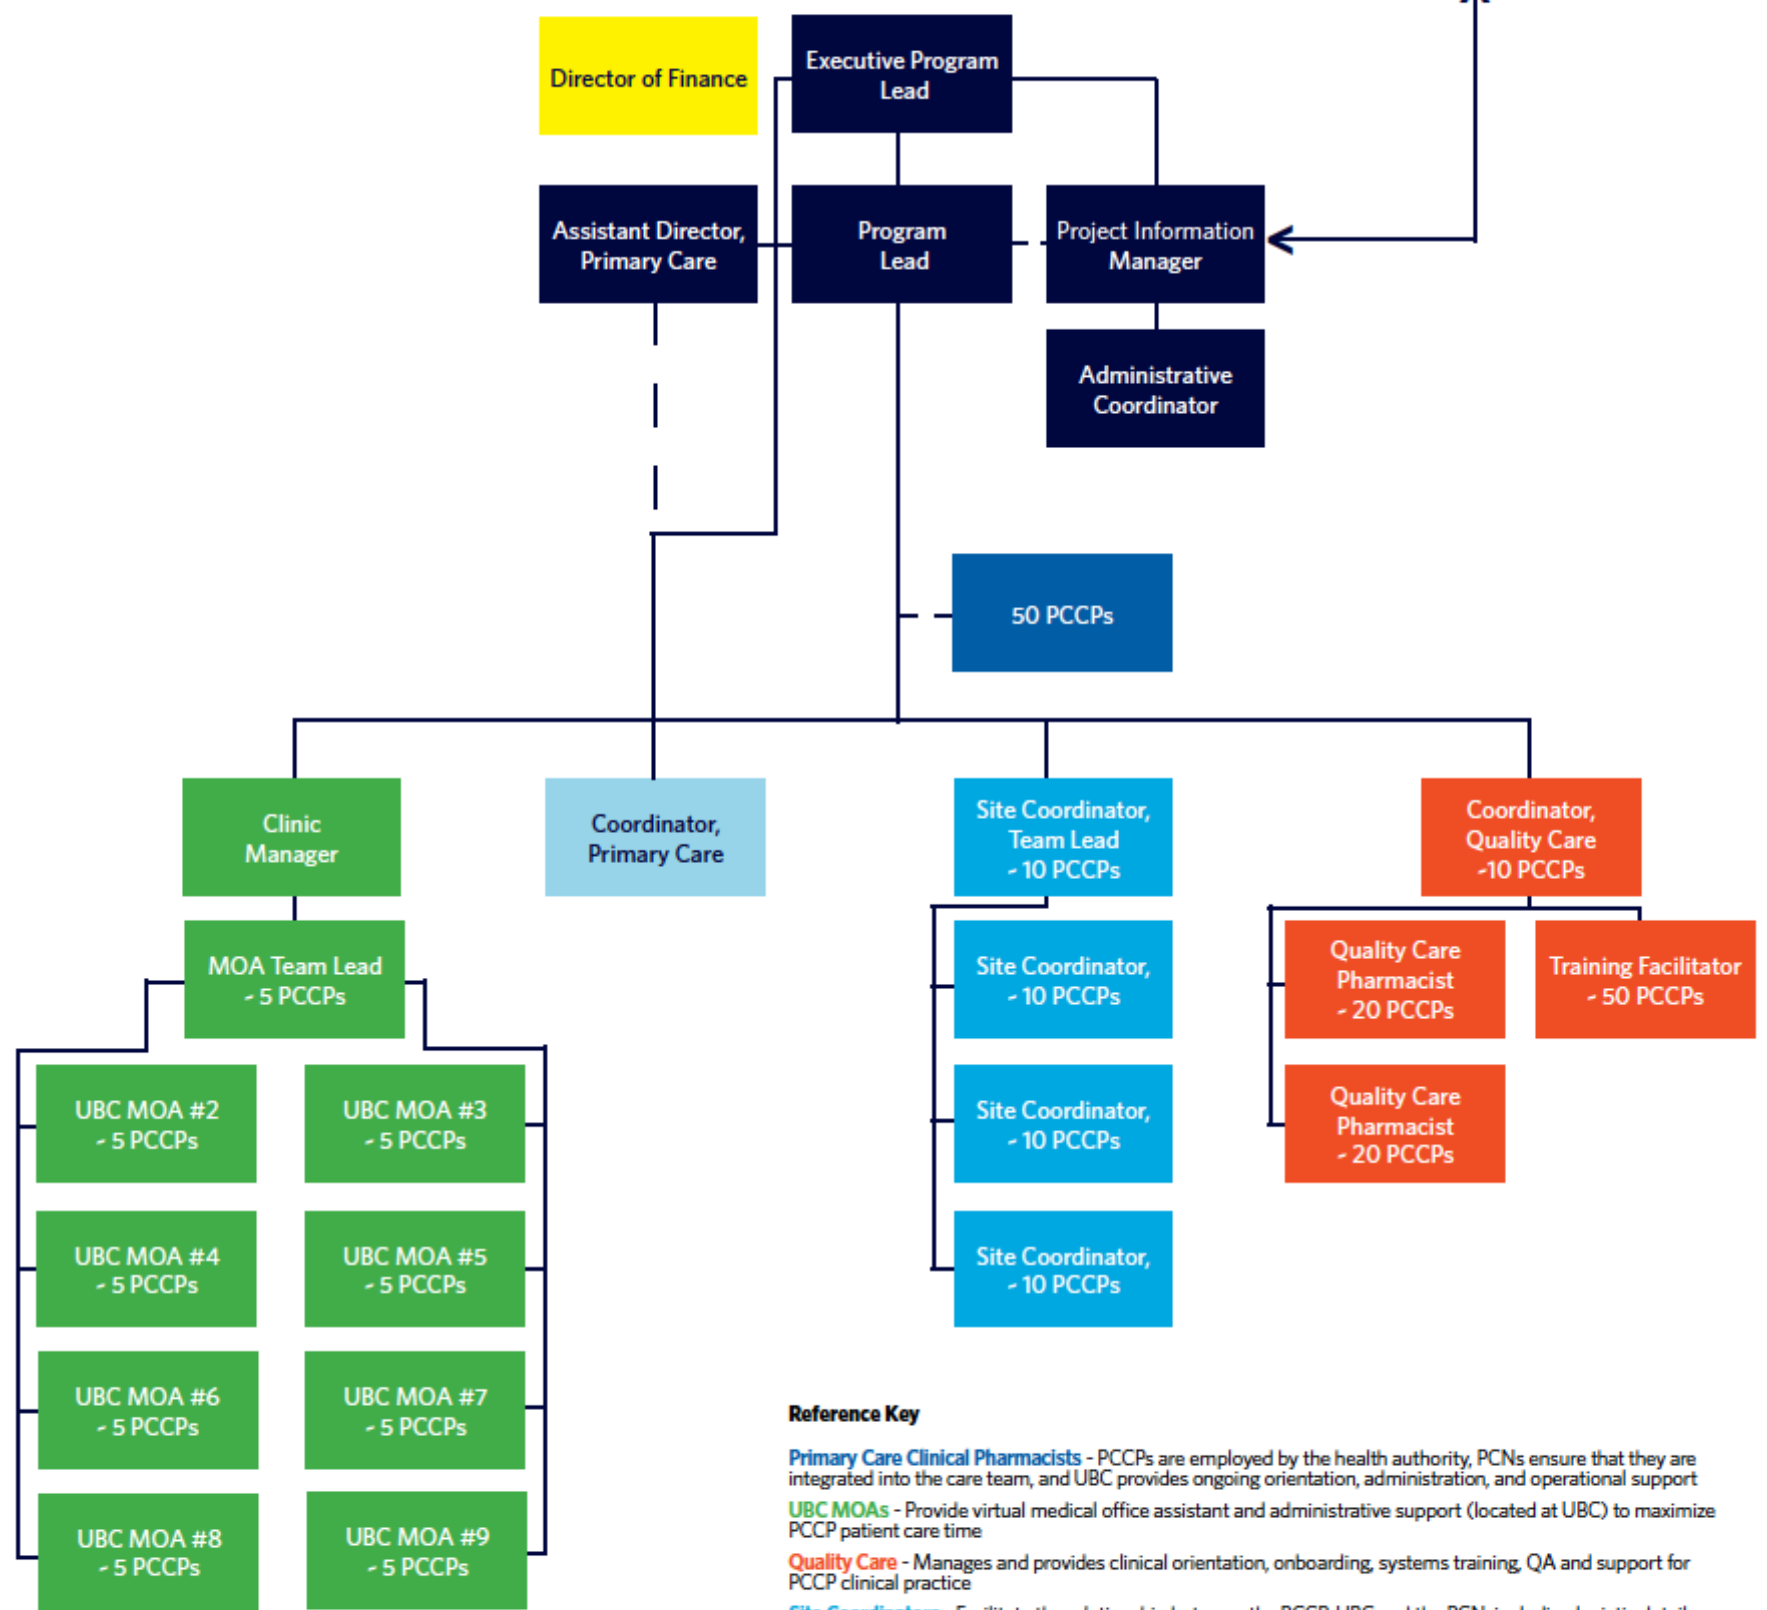 Director of Finance
Executive Program
Lead
Assistant Director,
Primary Care
Program
Lead
Project Information
Manager
Administrative
Coordinator
50 PCCPs
Clinic
Manager
Coordinator,
Primary Care
Site Coordinator,
Team Lead
- 10 PCCPs
Coordinator,
Quality Care
-10 PCCPs
MOA Team Lead
- 5 PCCPs
Site Coordinator,
- 10 PCCPs
Quality Care
Pharmacist
- 20 PCCPs
Training Facilitator
- 50 PCCPs
UBC MOA #2
- 5 PCCPs
UBC MOA #3
- 5 PCCPs
Site Coordinator,
- 10 PCCPs
Quality Care
Pharmacist
- 20 PCCPs
UBC MOA #4
- 5 PCCPs
UBC MOA #5
- 5 PCCPs
Site Coordinator,
- 10 PCCPs
UBC MOA #6
- 5 PCCPs
UBC MOA #7
- 5 PCCPs
UBC MOA #8
- 5 PCCPs
UBC MOA #9
- 5 PCCPs
Reference Key
Primary Care Clinical Pharmacists - PCCPs are employed by the health authority, PCNs ensure that they are
integrated into the care team, and UBC provides ongoing orientation, administration, and operational support
UBC MOAs - Provide virtual medical office assistant and administrative support (located at UBC) to maximize
PCCP patient care time
Quality Care - Manages and provides clinical orientation, onboarding, systems training, QA and support for
PCCP clinical practice